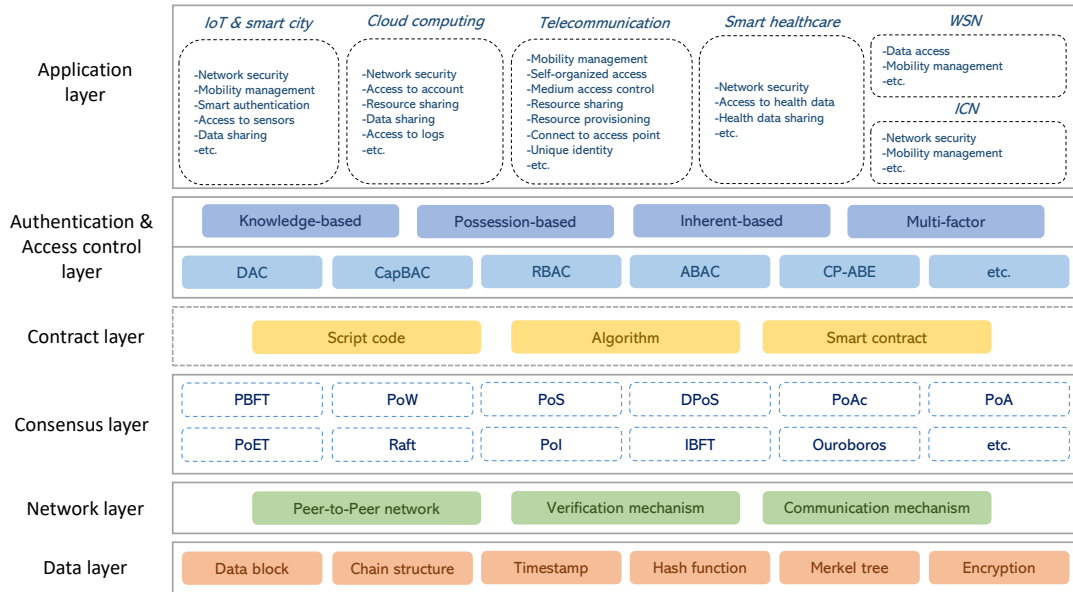 Application
layer
IoT & smart city
-Network security
-Mobility management
-Smart authentication
-Access to sensors
-Data sharing
-etc.
Cloud computing
-Network security
-Access to account
-Resource sharing
-Data sharing
-Access to logs
-etc.
Telecommunication
-Mobility management
-Self-organized access
-Medium access control
-Resource sharing
-Resource provisioning
-Connect to access point
-Unique identity
-etc.
Smart healthcare
-Network security
-Access to health data
-Health data sharing
-etc.
WSN
-Data access
-Mobility management
-etc.
ICN
-Network security
-Mobility management
-etc.
Authentication &
Access control
layer
Knowledge-based
Possession-based
Inherent-based
Multi-factor
DAC
CapBAC
RBAC
ABAC
CP-ABE
etc.
Contract layer
Script code
Algorithm
Smart contract
Consensus layer
PBFT
PoW
PoS
DPoS
PoAc
PoA
PoET
Raft
PoI
IBFT
Ouroboros
etc.
Network layer
Peer-to-Peer network
Verification mechanism
Communication mechanism
Data layer
Data block
Chain structure
Timestamp
Hash function
Merkel tree
Encryption